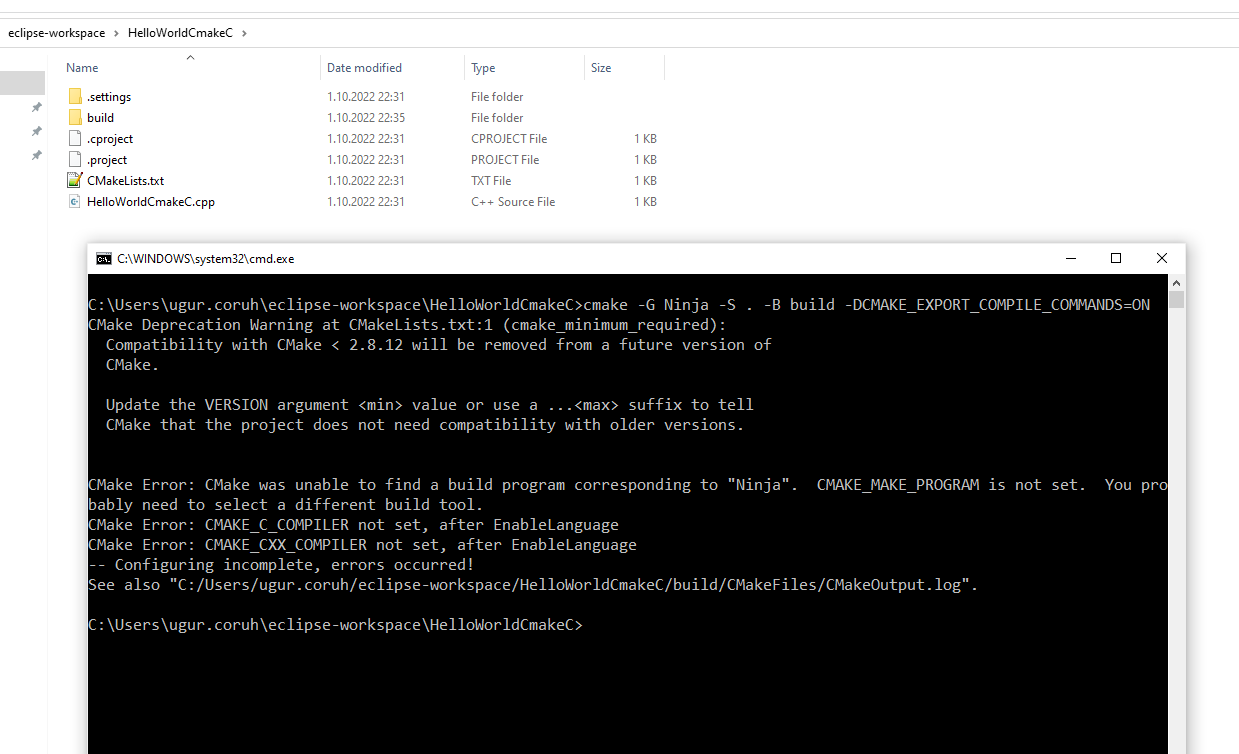 eclipse-workspace > HelloWorldCmakeC >
Name Date modified Type Size
.settings 1.10.2022 22:31 File folder
build 1.10.2022 22:35 File folder
.cproject 1.10.2022 22:31 CPROJECT File 1 KB
.project 1.10.2022 22:31 PROJECT File 1 KB
CMakeLists.txt 1.10.2022 22:31 TXT File 1 KB
HelloWorldCmakeC.cpp 1.10.2022 22:31 C++ Source File 1 KB
C:\WINDOWS\system32\cmd.exe
C:\Users\ugur.coruh\eclipse-workspace\HelloWorldCmakeC>cmake -G Ninja -S . -B build -DCMAKE_EXPORT_COMPILE_COMMANDS=ON
CMake Deprecation Warning at CMakeLists.txt:1 (cmake_minimum_required):
  Compatibility with CMake < 2.8.12 will be removed from a future version of
  CMake.
  Update the VERSION argument <min> value or use a ...<max> suffix to tell
  CMake that the project does not need compatibility with older versions.
CMake Error: CMake was unable to find a build program corresponding to "Ninja".  CMAKE_MAKE_PROGRAM is not set.  You pro
bably need to select a different build tool.
CMake Error: CMAKE_C_COMPILER not set, after EnableLanguage
CMake Error: CMAKE_CXX_COMPILER not set, after EnableLanguage
-- Configuring incomplete, errors occurred!
See also "C:/Users/ugur.coruh/eclipse-workspace/HelloWorldCmakeC/build/CMakeFiles/CMakeOutput.log".
C:\Users\ugur.coruh\eclipse-workspace\HelloWorldCmakeC>